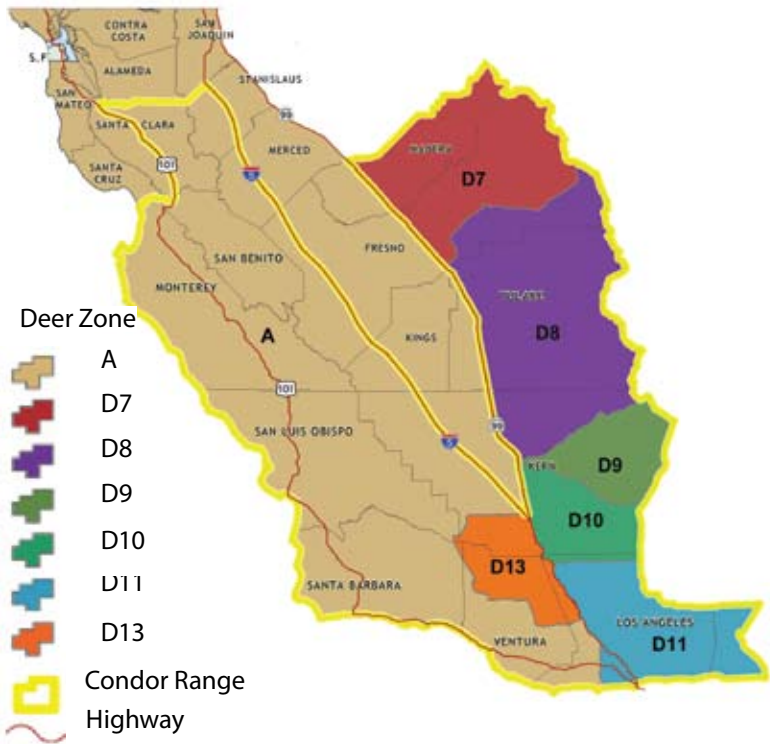 CONTRA
COSTA
SAN
JOAQUIN
S.F
ALAMEDA
STANISLAUS
SAN
MATEO
99
SANTA CLARA
MERCED
MADERA
101
5
D7
SANTA
CRUZ
FRESNO
SAN BENITO
MONTEREY
TULARE
Deer Zone
A
KINGS
D8
A
101
D7
SAN LUIS OBISPO
5
99
D8
KERN
D9
D9
D10
D10
D11
D13
SANTA BARBARA
D13
LOS ANGELES
VENTURA
D11
Condor Range
Highway